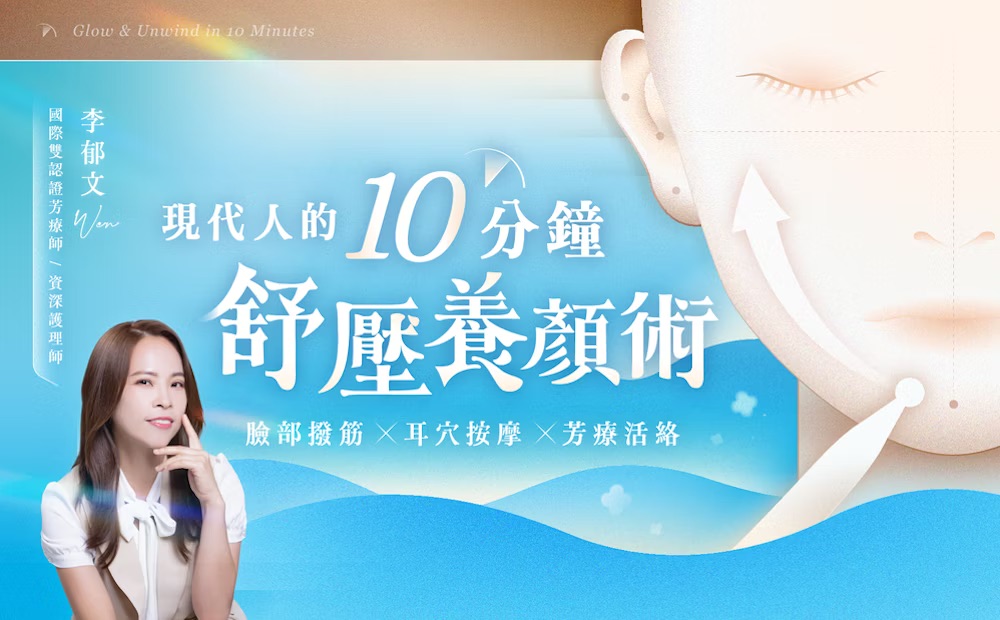 Glow & Unwind in 10 Minutes
李郁文
Wen
國際雙認證芳療師 / 資深護理師
現代人的10分鐘
舒壓養顏術
臉部撥筋×耳穴按摩×芳療活絡